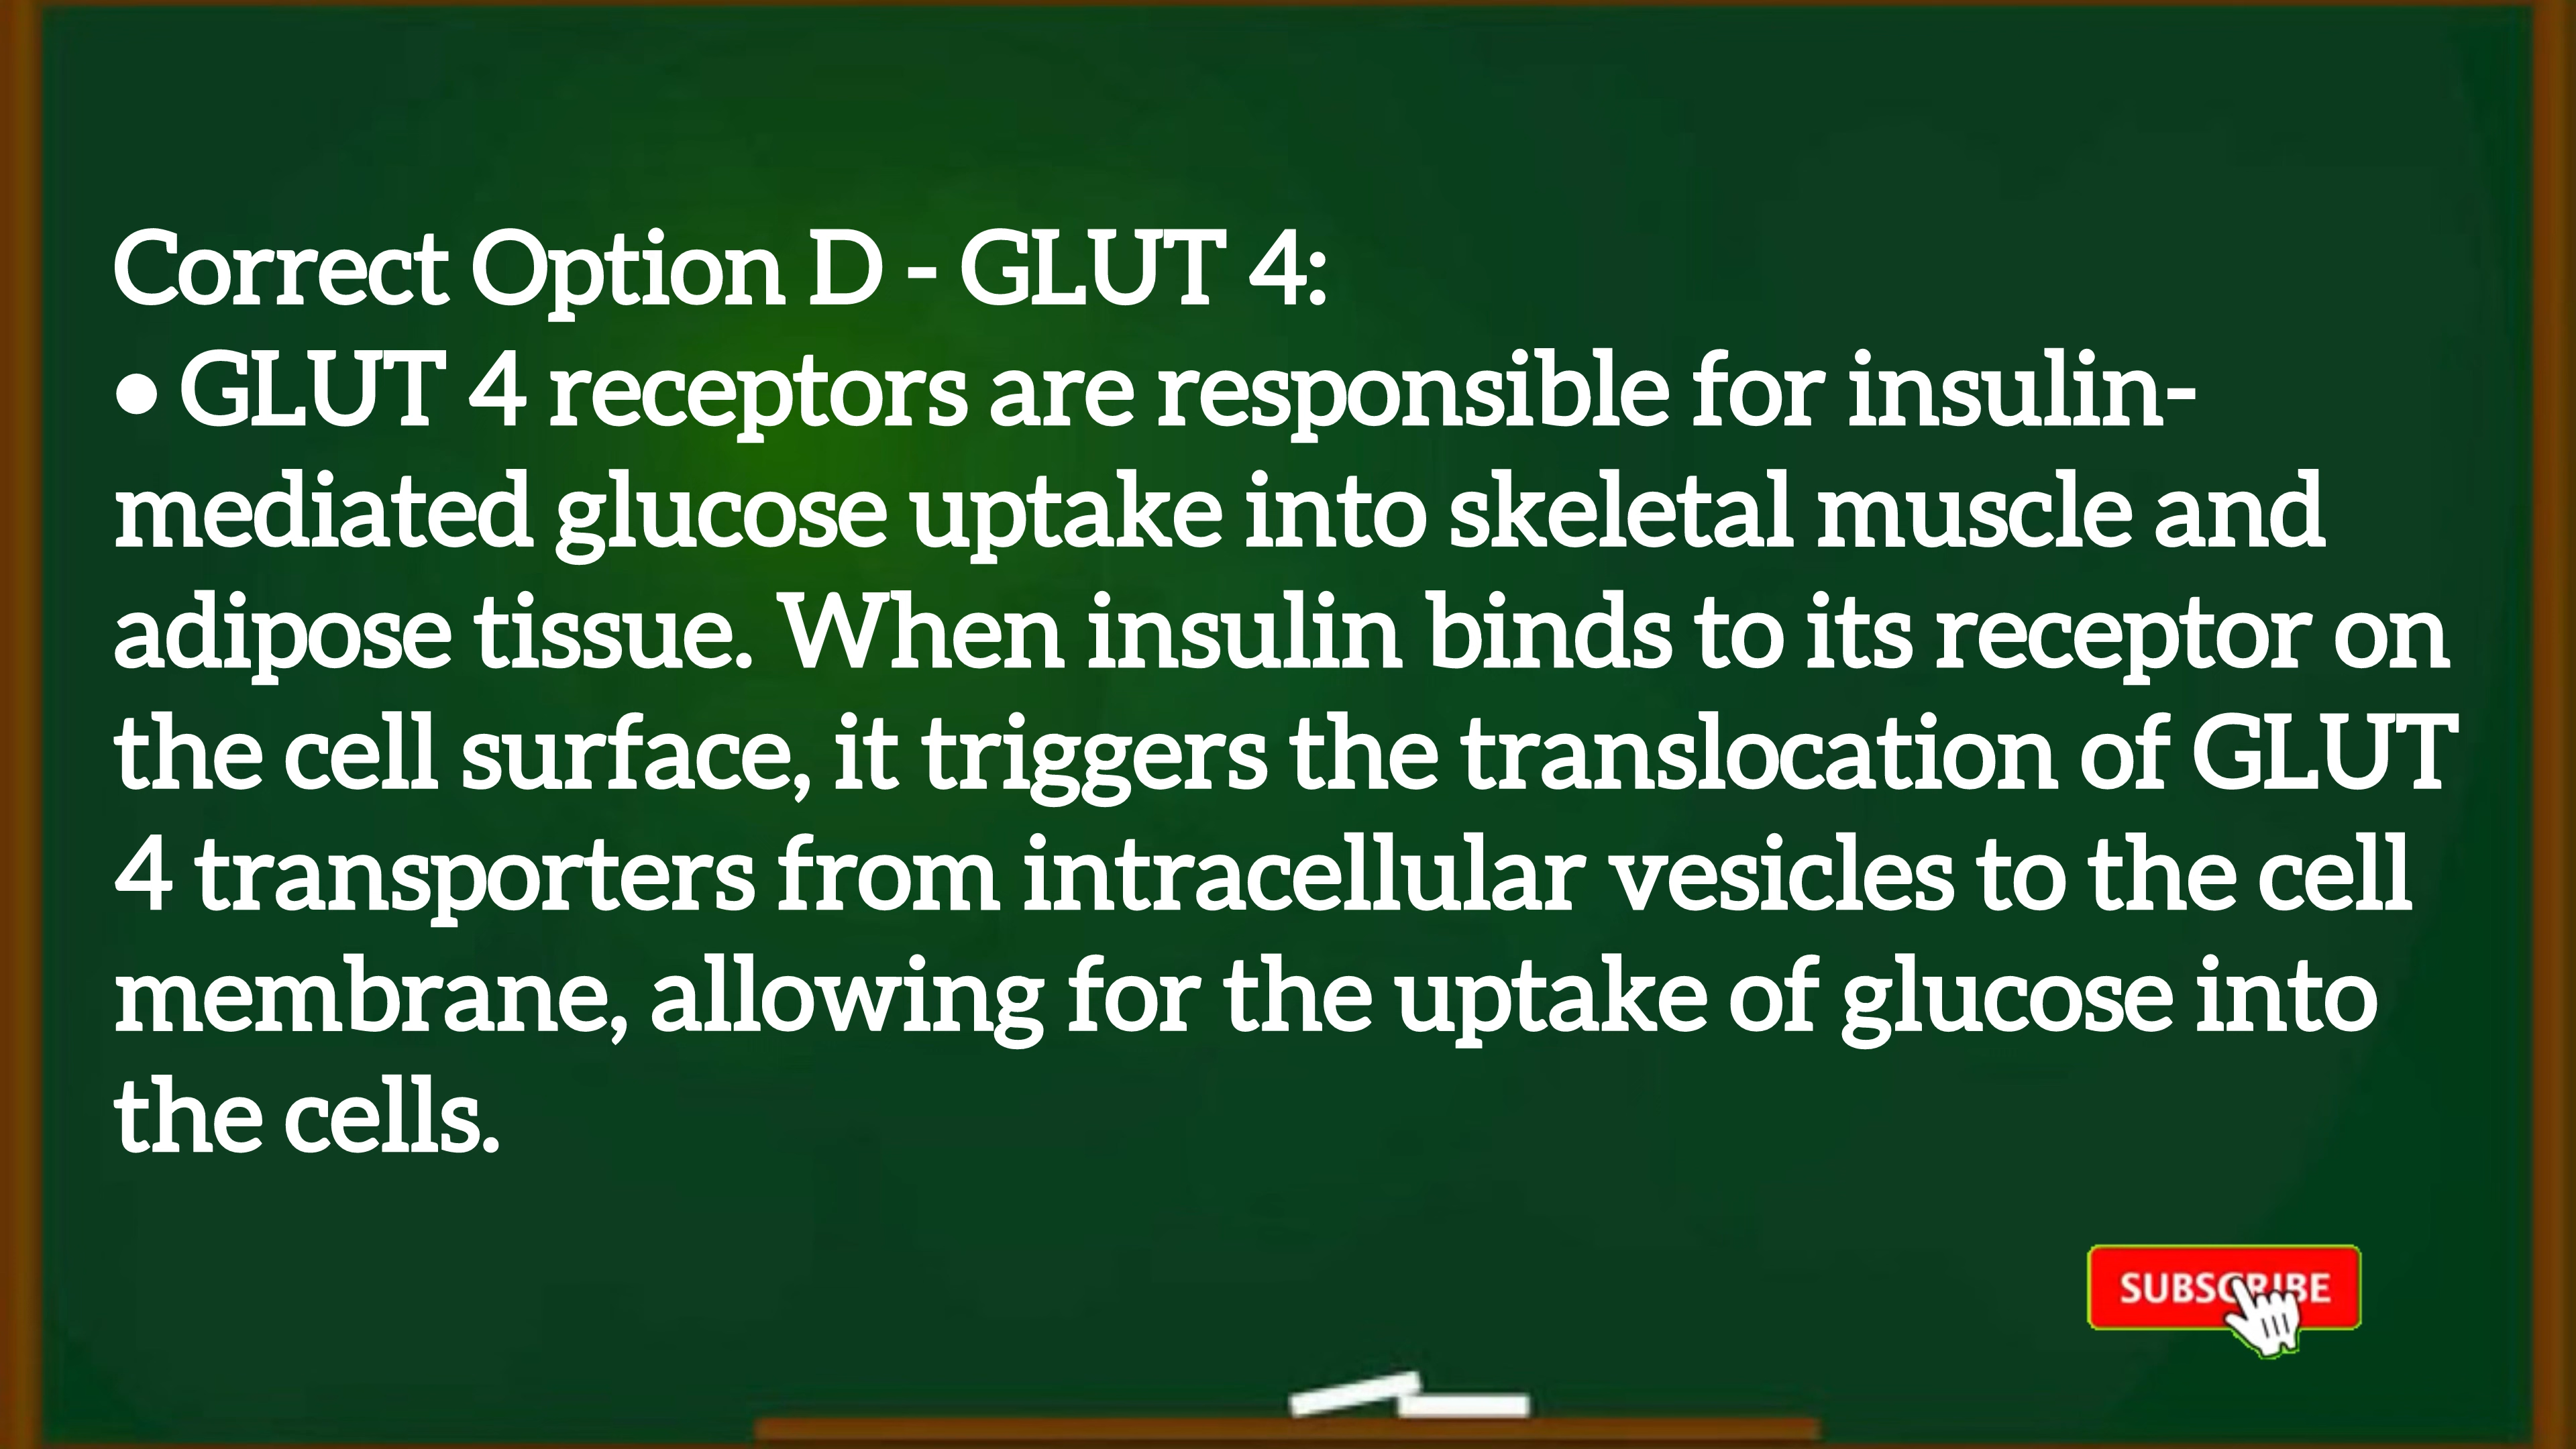 Correct Option D - GLUT 4:
• GLUT 4 receptors are responsible for insulin-
mediated glucose uptake into skeletal muscle and
adipose tissue. When insulin binds to its receptor on
the cell surface, it triggers the translocation of GLUT
4 transporters from intracellular vesicles to the cell
membrane, allowing for the uptake of glucose into
the cells.
SUBSCRIBE